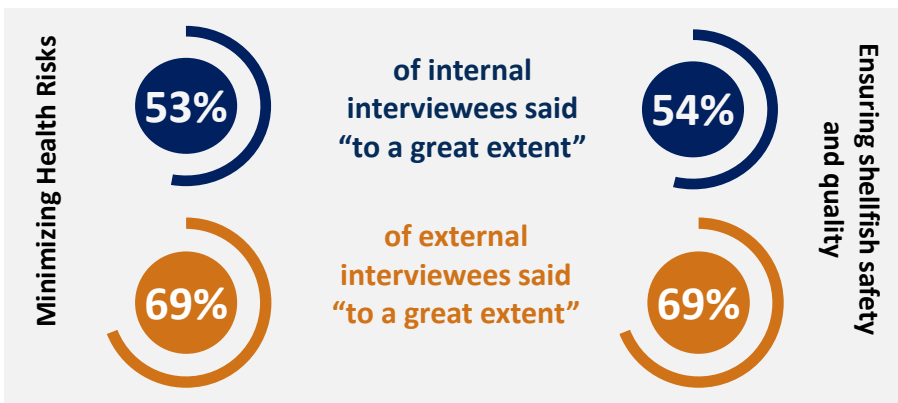 Minimizing Health Risks
53%
of internal
interviewees said
“to a great extent”
54%
69%
of external
interviewees said
“to a great extent”
69%
Ensuring shellfish safety
and quality